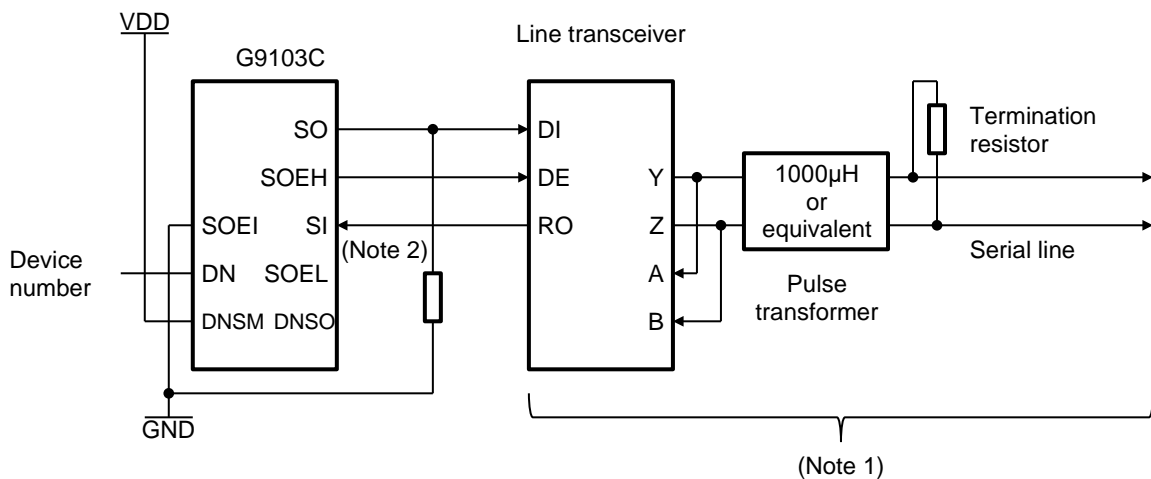 VDD
G9103C
Line transceiver
SO
SOEH
SOEI
SI
(Note 2)
DN
SOEL
DNSM
DNSO
Device
number
GND
DI
DE
RO
Y
Z
A
B
1000µH
or
equivalent
Pulse
transformer
Termination
resistor
Serial line
(Note 1)